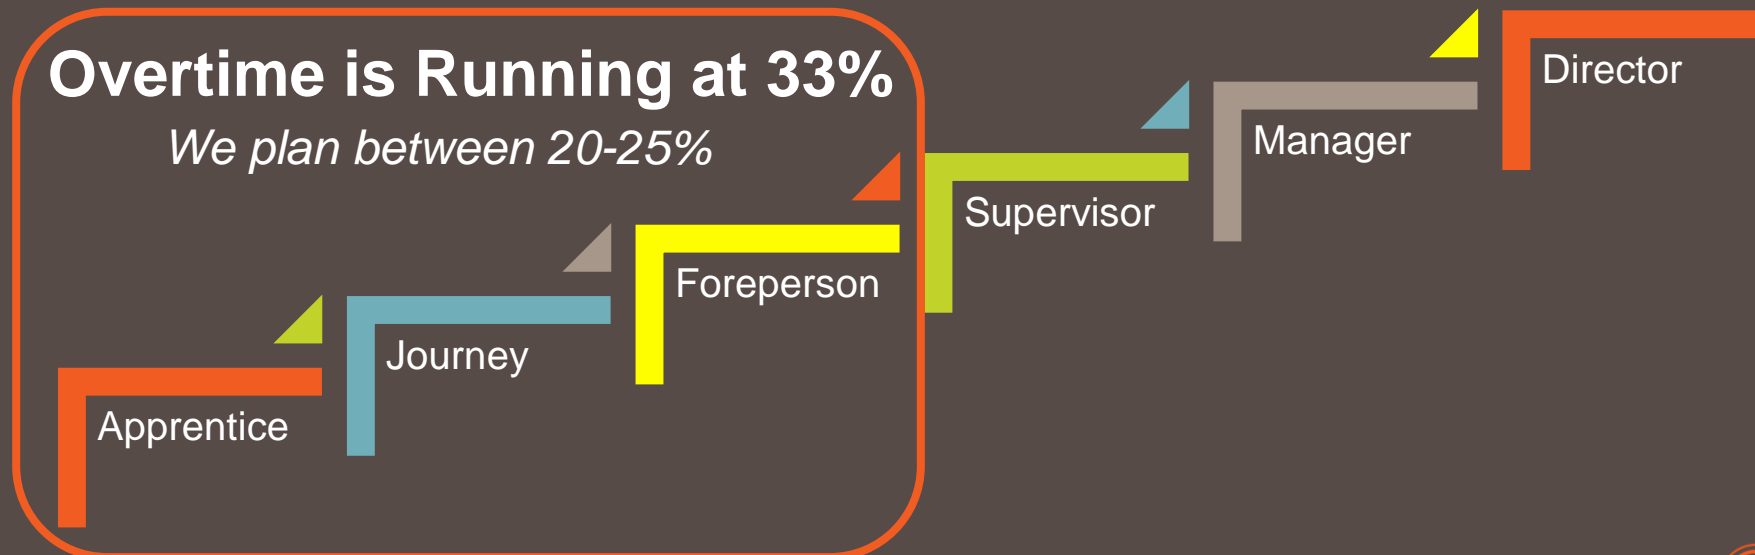 Overtime is Running at 33%
We plan between 20-25%
Apprentice
Journey
Foreperson
Supervisor
Manager
Director